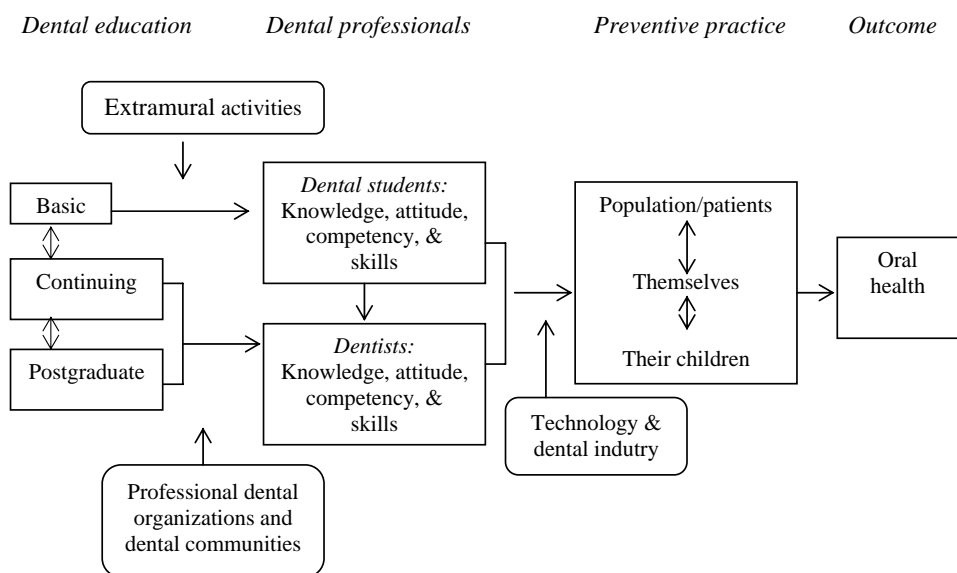 Dental education
Dental professionals
Preventive practice
Outcome
Extramural activities
Basic
Continuing
Postgraduate
Dental students:
Knowledge, attitude,
competency, &
skills
Dentists:
Knowledge, attitude,
competency, &
skills
Professional dental
organizations and
dental communities
Technology &
dental indutry
Population/patients
Themselves
Their children
Oral
health